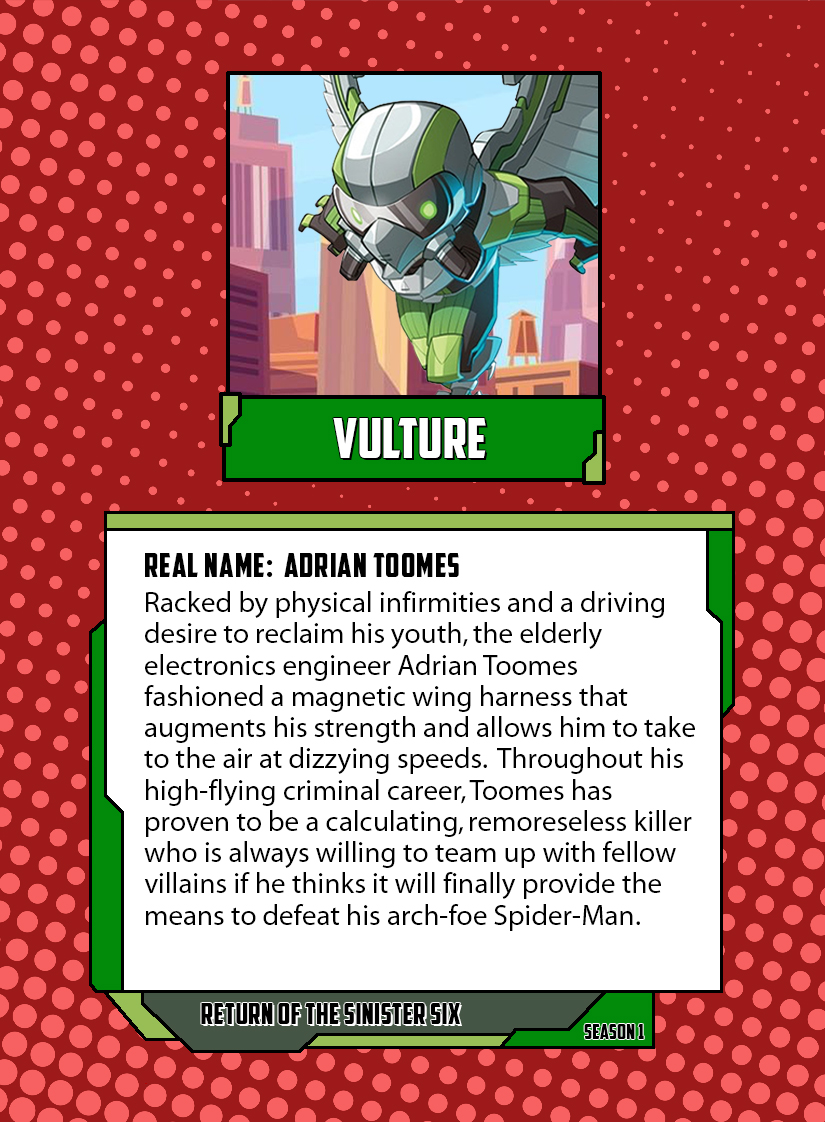 VULTURE
REAL NAME: ADRIAN TOOMES
Racked by physical infirmities and a driving
desire to reclaim his youth, the elderly
electronics engineer Adrian Toomes
fashioned a magnetic wing harness that
augments his strength and allows him to take
to the air at dizzying speeds. Throughout his
high-flying criminal career, Toomes has
proven to be a calculating, remoreseless killer
who is always willing to team up with fellow
villains if he thinks it will finally provide the
means to defeat his arch-foe Spider-Man.
RETURN OF THE SINISTER SIX
SEASON 1